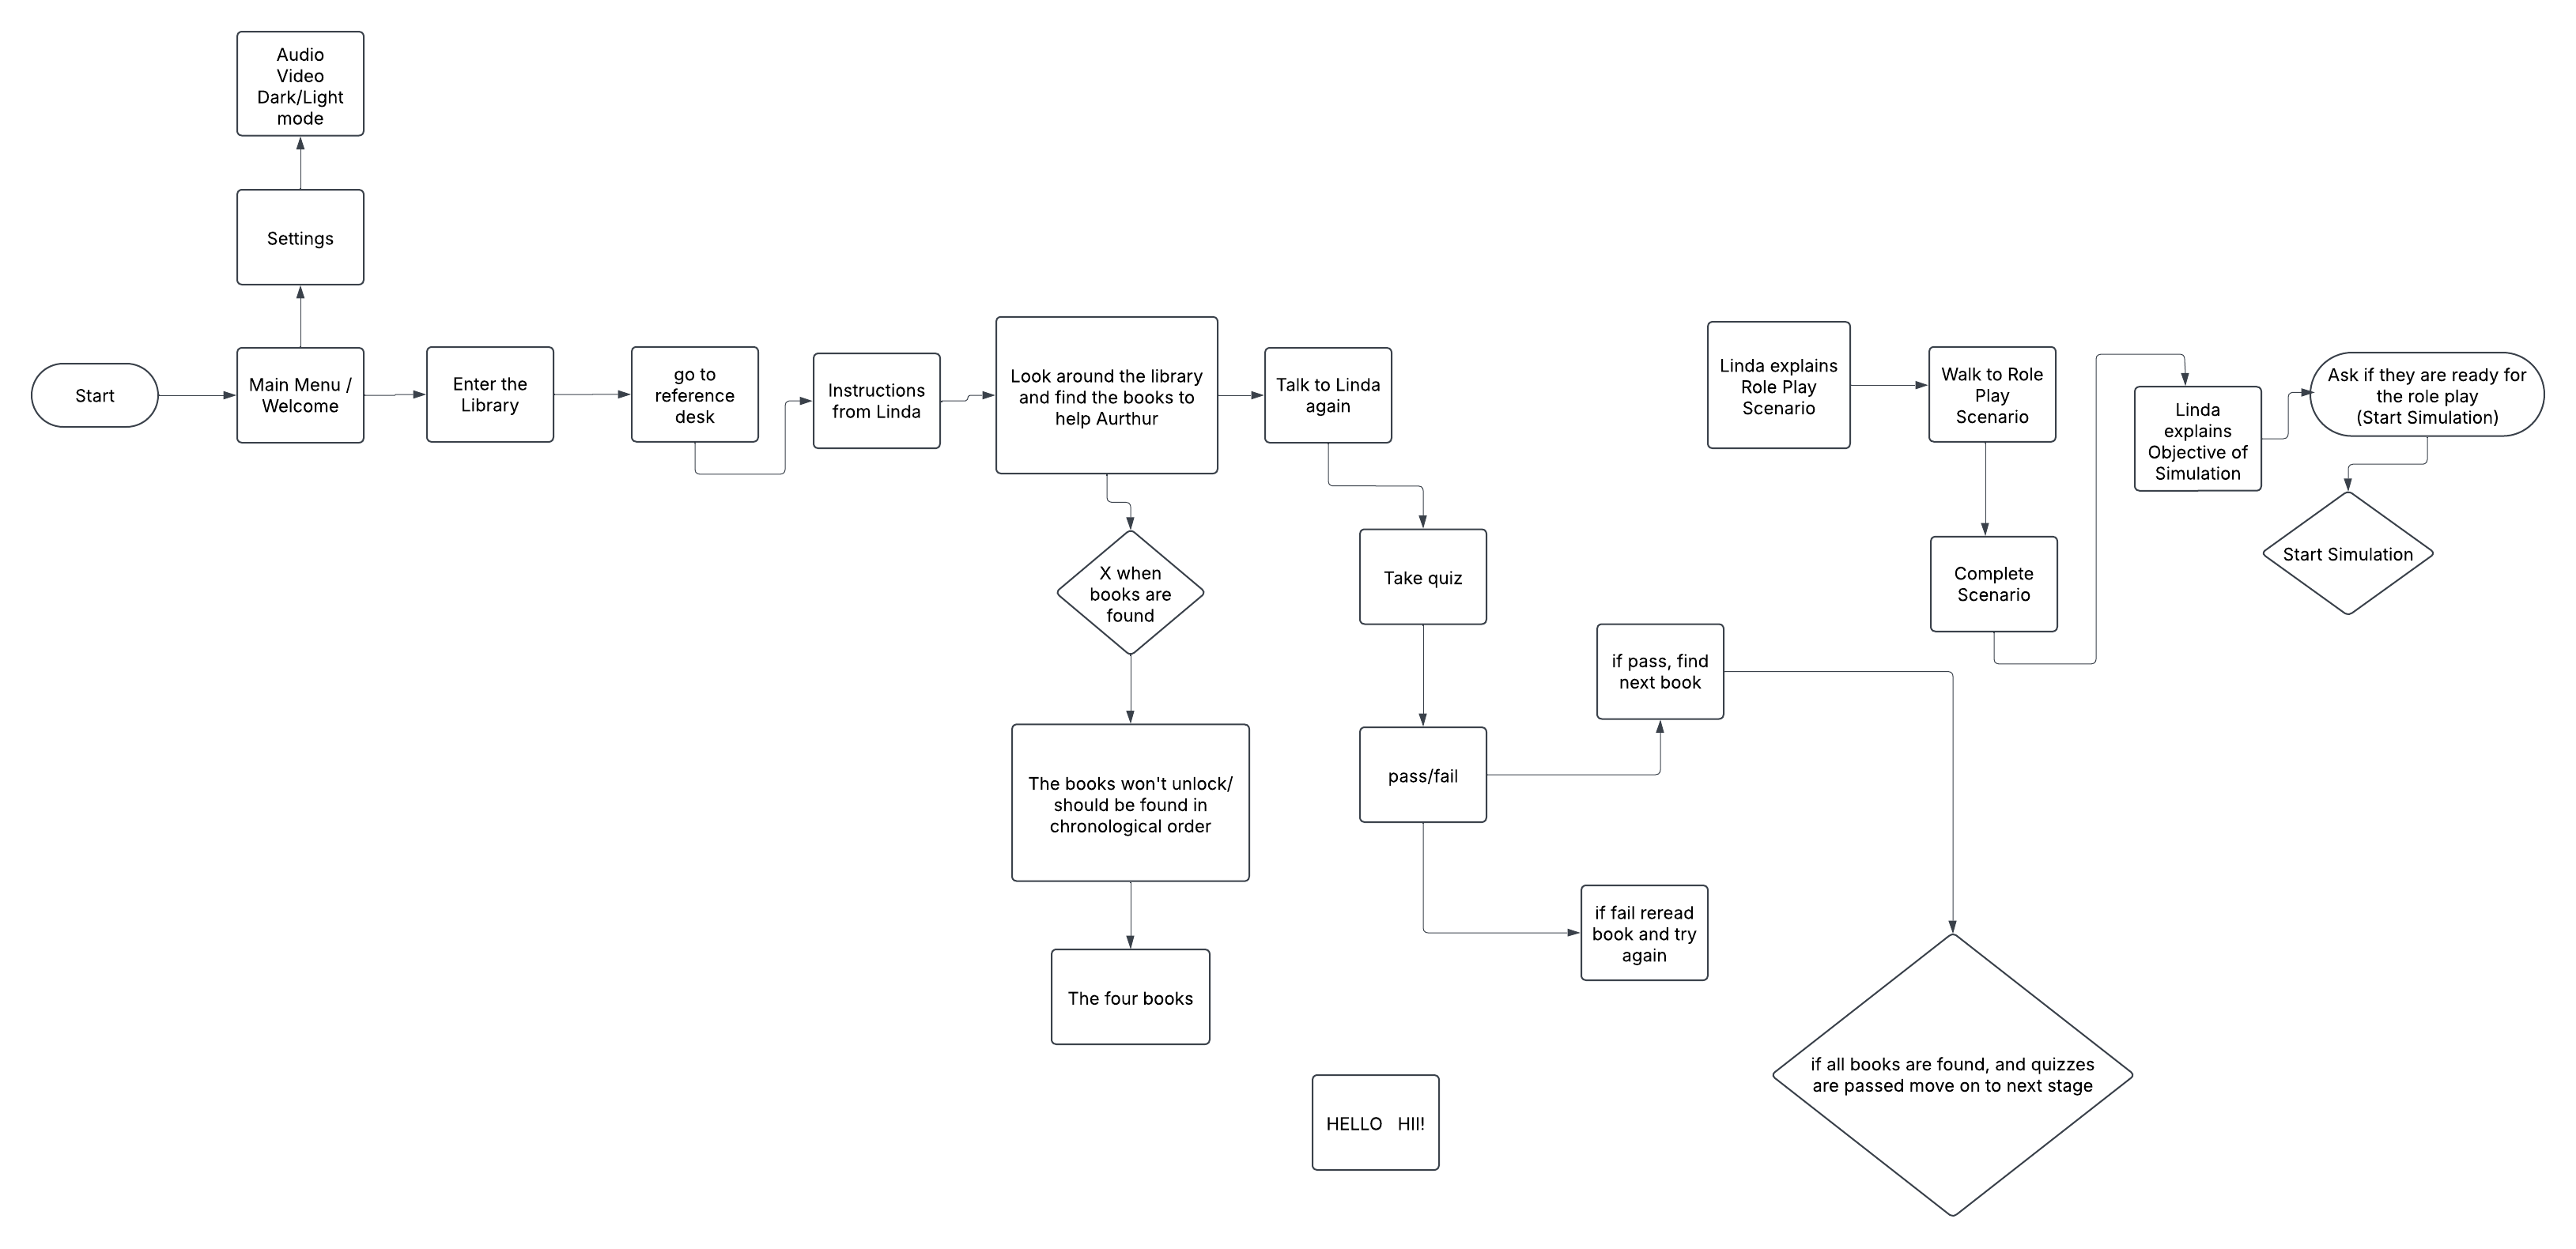 Audio
Video
Dark/Light
mode
Settings
Start
Main Menu /
Welcome
Enter the
Library
go to
reference
desk
Instructions
from Linda
Look around the library
and find the books to
help Aurthur
Talk to Linda
again
X when
books are
found
The books won't unlock/
should be found in
chronological order
The four books
Take quiz
pass/fail
if pass, find
next book
if fail reread
book and try
again
if all books are found, and quizzes
are passed move on to next stage
HELLO   HII!
Linda explains
Role Play
Scenario
Walk to Role
Play
Scenario
Complete
Scenario
Linda
explains
Objective of
Simulation
Ask if they are ready for
the role play
(Start Simulation)
Start Simulation